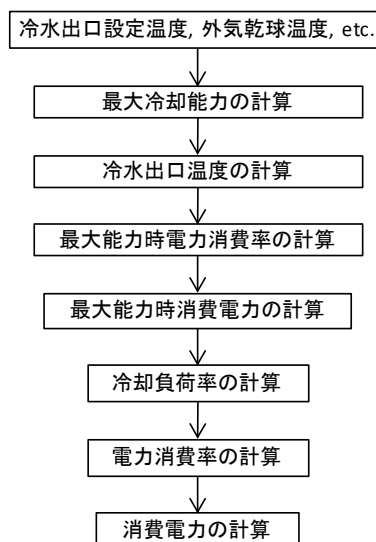 冷水出口設定温度, 外気乾球温度, etc.
最大冷却能力の計算
冷水出口温度の計算
最大能力時電力消費率の計算
最大能力時消費電力の計算
冷却負荷率の計算
電力消費率の計算
消費電力の計算